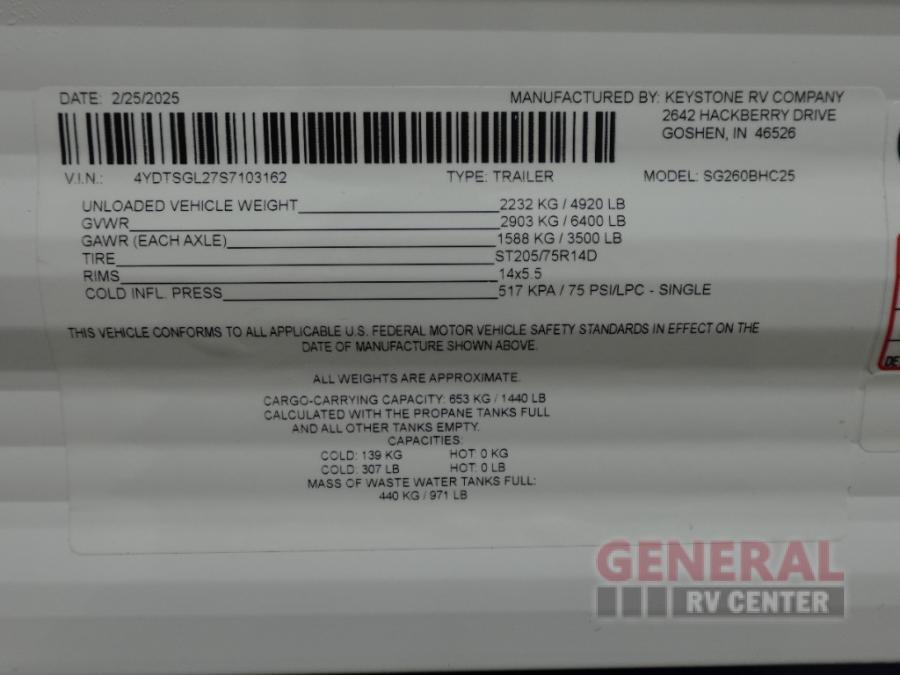 DATE: 2/25/2025 MANUFACTURED BY: KEYSTONE RV COMPANY
2642 HACKBERRY DRIVE
GOSHEN, IN 46526
V.I.N.: 4YDTSGL27S7103162 TYPE: TRAILER MODEL: SG260BHC25
UNLOADED VEHICLE WEIGHT 2232 KG / 4920 LB
GVWR 2903 KG / 6400 LB
GAWR (EACH AXLE) 1588 KG / 3500 LB
TIRE ST205/75R14D
RIMS 14x5.5
COLD INFL. PRESS 517 KPA / 75 PSI/LPC - SINGLE
THIS VEHICLE CONFORMS TO ALL APPLICABLE U.S. FEDERAL MOTOR VEHICLE SAFETY STANDARDS IN EFFECT ON THE
DATE OF MANUFACTURE SHOWN ABOVE.
ALL WEIGHTS ARE APPROXIMATE.
CARGO-CARRYING CAPACITY: 653 KG / 1440 LB
CALCULATED WITH THE PROPANE TANKS FULL
AND ALL OTHER TANKS EMPTY.
CAPACITIES:
COLD: 139 KG HOT: 0 KG
COLD: 307 LB HOT: 0 LB
MASS OF WASTE WATER TANKS FULL:
440 KG / 971 LB
GENERAL
RV CENTER